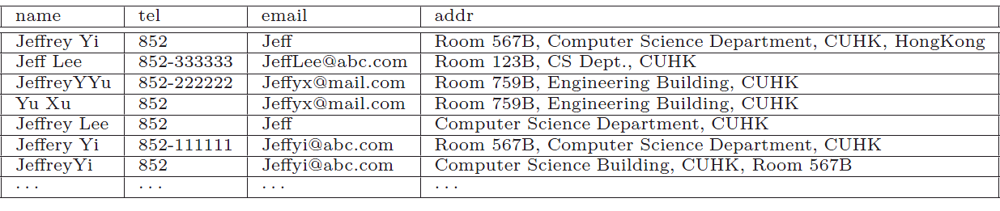 name tel email addr
Jeffrey Yi 852 Jeff Room 567B, Computer Science Department, CUHK, HongKong
Jeff Lee 852-333333 JeffLee@abc.com Room 123B, CS Dept., CUHK
JeffreyYYu 852-222222 Jeffyx@mail.com Room 759B, Engineering Building, CUHK
Yu Xu 852 Jeffyx@mail.com Room 759B, Engineering Building, CUHK
Jeffrey Lee 852 Jeff Computer Science Department, CUHK
Jeffery Yi 852-111111 Jeffyi@abc.com Room 567B, Computer Science Department, CUHK
JeffreyYi 852 Jeffyi@abc.com Computer Science Building, CUHK, Room 567B
... ... ... ...